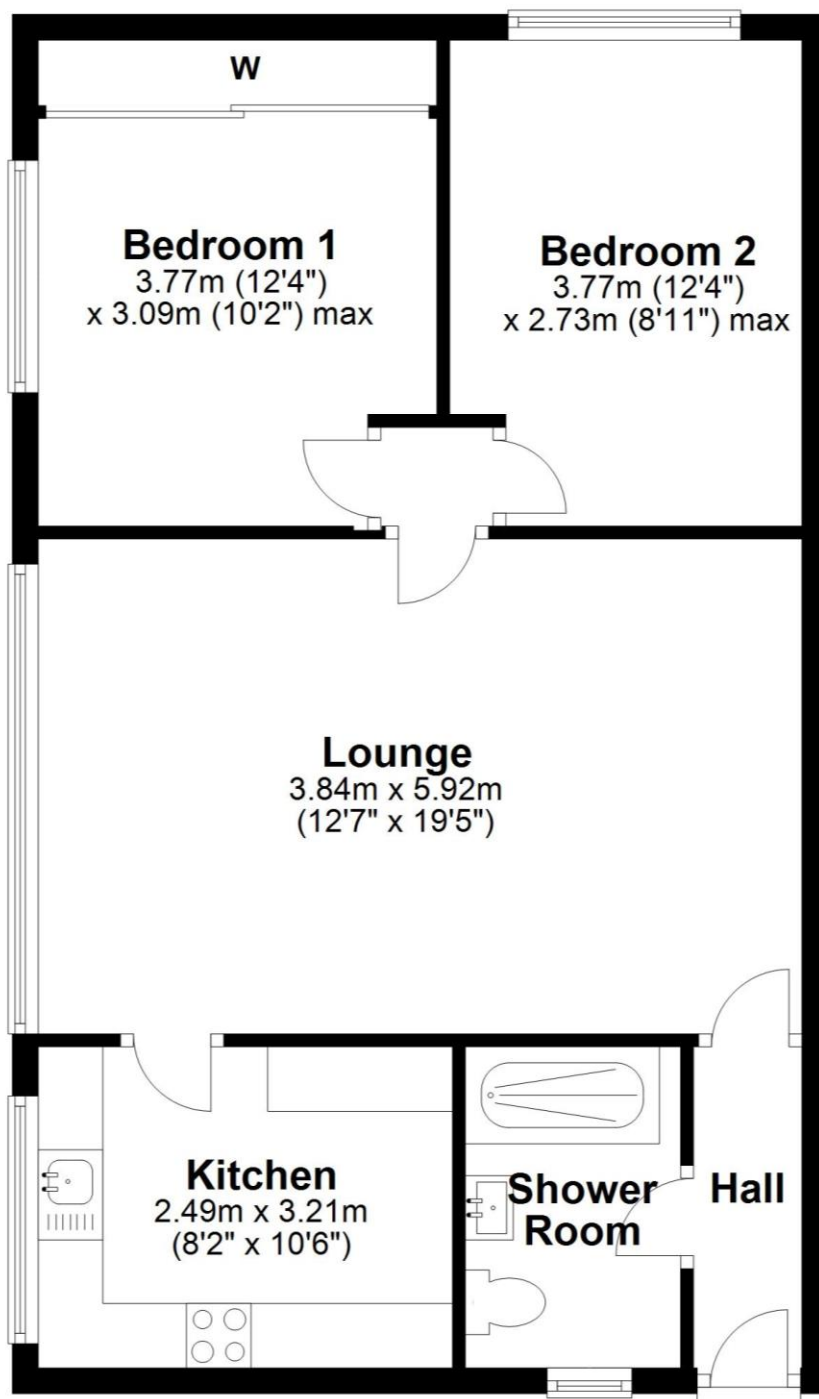 W
Bedroom 1
3.77m (12'4")
x 3.09m (10'2") max
Bedroom 2
3.77m (12'4")
x 2.73m (8'11") max
Lounge
3.84m x 5.92m
(12'7" x 19'5")
Kitchen
2.49m x 3.21m
(8'2" x 10'6")
Shower
Room
Hall